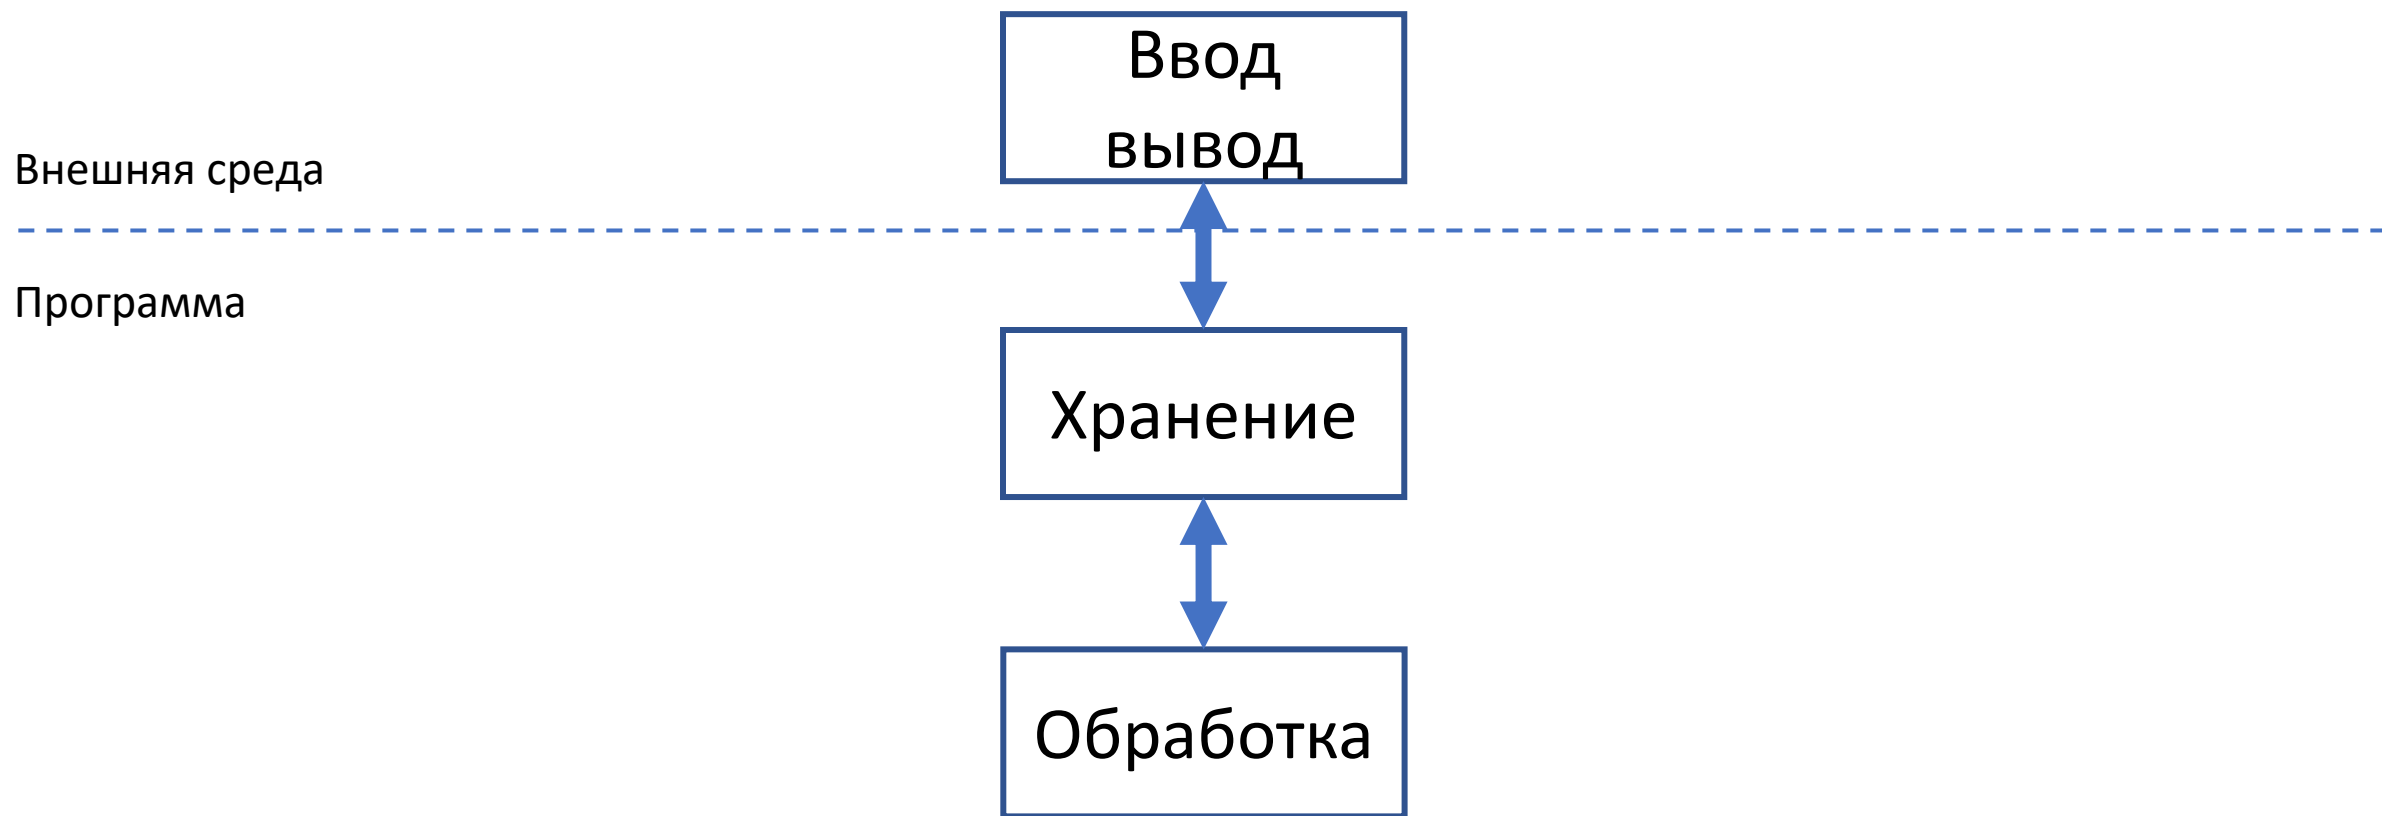 Ввод
вывод
Внешняя среда
Программа
Хранение
Обработка